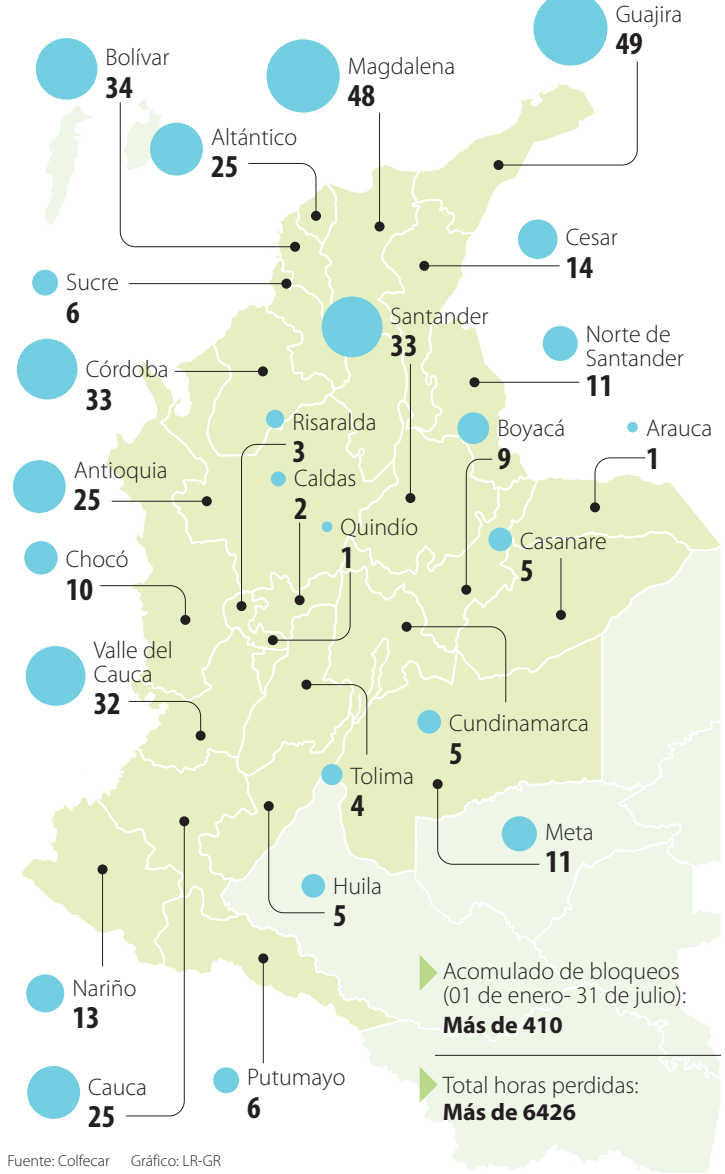 Guajira
49
Bolívar
34
Magdalena
48
Altántico
25
Cesar
14
Sucre
6
Santander
33
Norte de
Santander
11
Córdoba
33
Risaralda
3
Boyacá
9
Arauca
1
Antioquia
25
Caldas
2
Quindío
1
Casanare
5
Chocó
10
Valle del
Cauca
32
Cundinamarca
5
Tolima
4
Meta
11
Huila
5
Nariño
13
Putumayo
6
Cauca
25
Acomulado de bloqueos
(01 de enero- 31 de julio):
Más de 410
Total horas perdidas:
Más de 6426
Fuente: Colfecar Gráfico: LR-GR